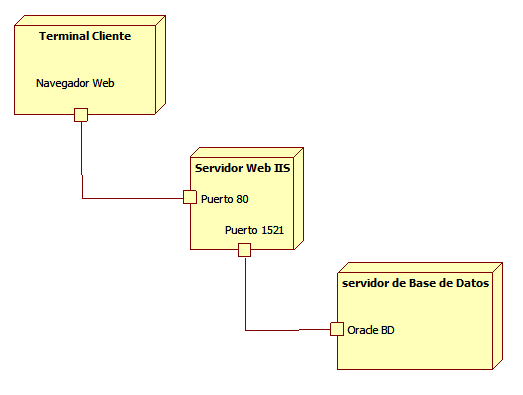 Terminal Cliente
Navegador Web
Servidor Web IIS
Puerto 80
Puerto 1521
servidor de Base de Datos
Oracle BD